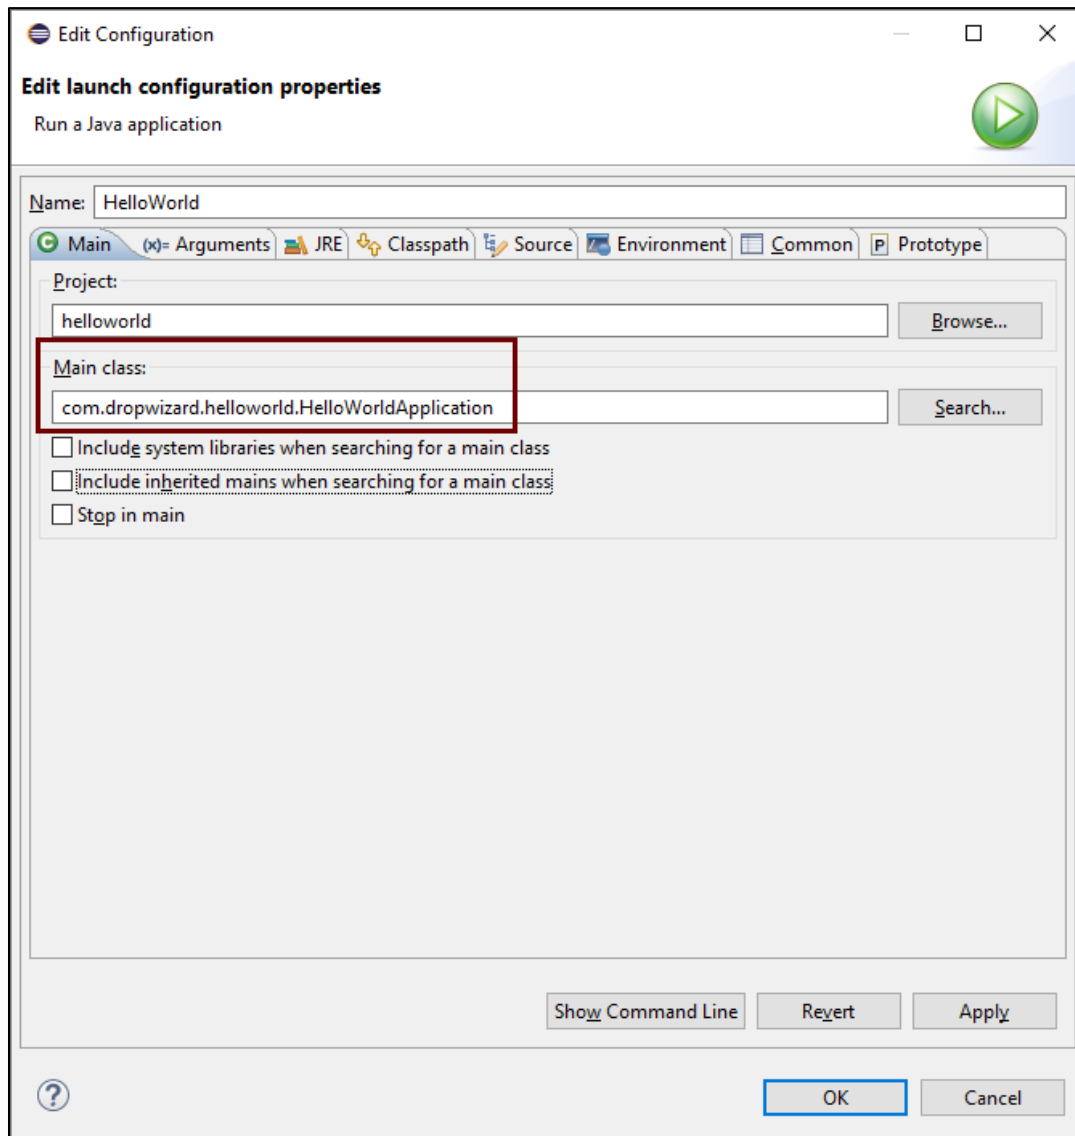 Edit Configuration
Edit launch configuration properties
Run a Java application
Name: HelloWorld
Main (x)= Arguments JRE Classpath Source Environment Common P Prototype
Project:
helloworld Browse...
Main class:
com.dropwizard.helloworld.HelloWorldApplication Search...
Include system libraries when searching for a main class
Include inherited mains when searching for a main class
Stop in main
Show Command Line Revert Apply
? OK Cancel